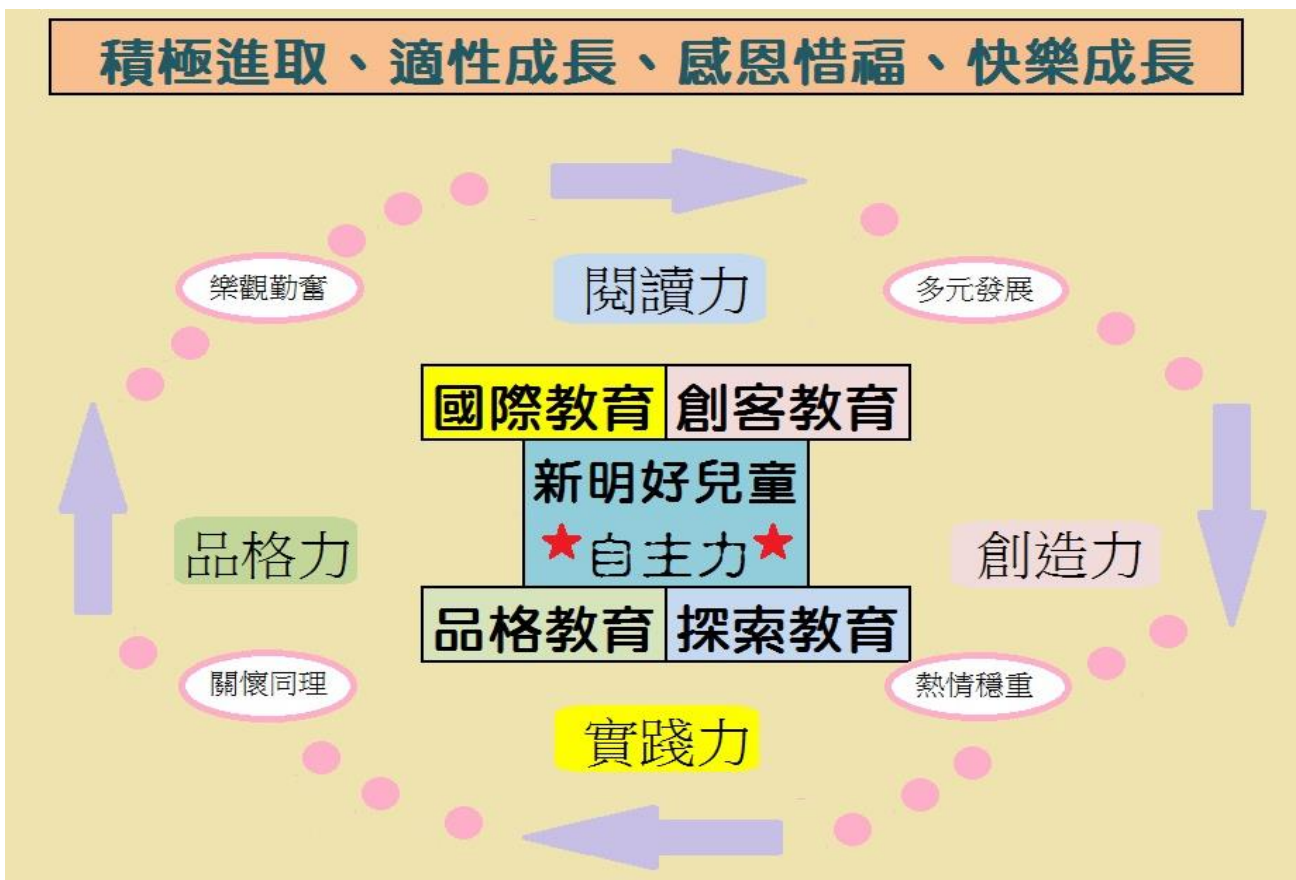 積極進取、適性成長、感恩惜福、快樂成長
樂觀勤奮
閱讀力
多元發展
國際教育 創客教育
新明好兒童
品格力
★自主力★
創造力
品格教育 探索教育
關懷同理
熱情穩重
實踐力